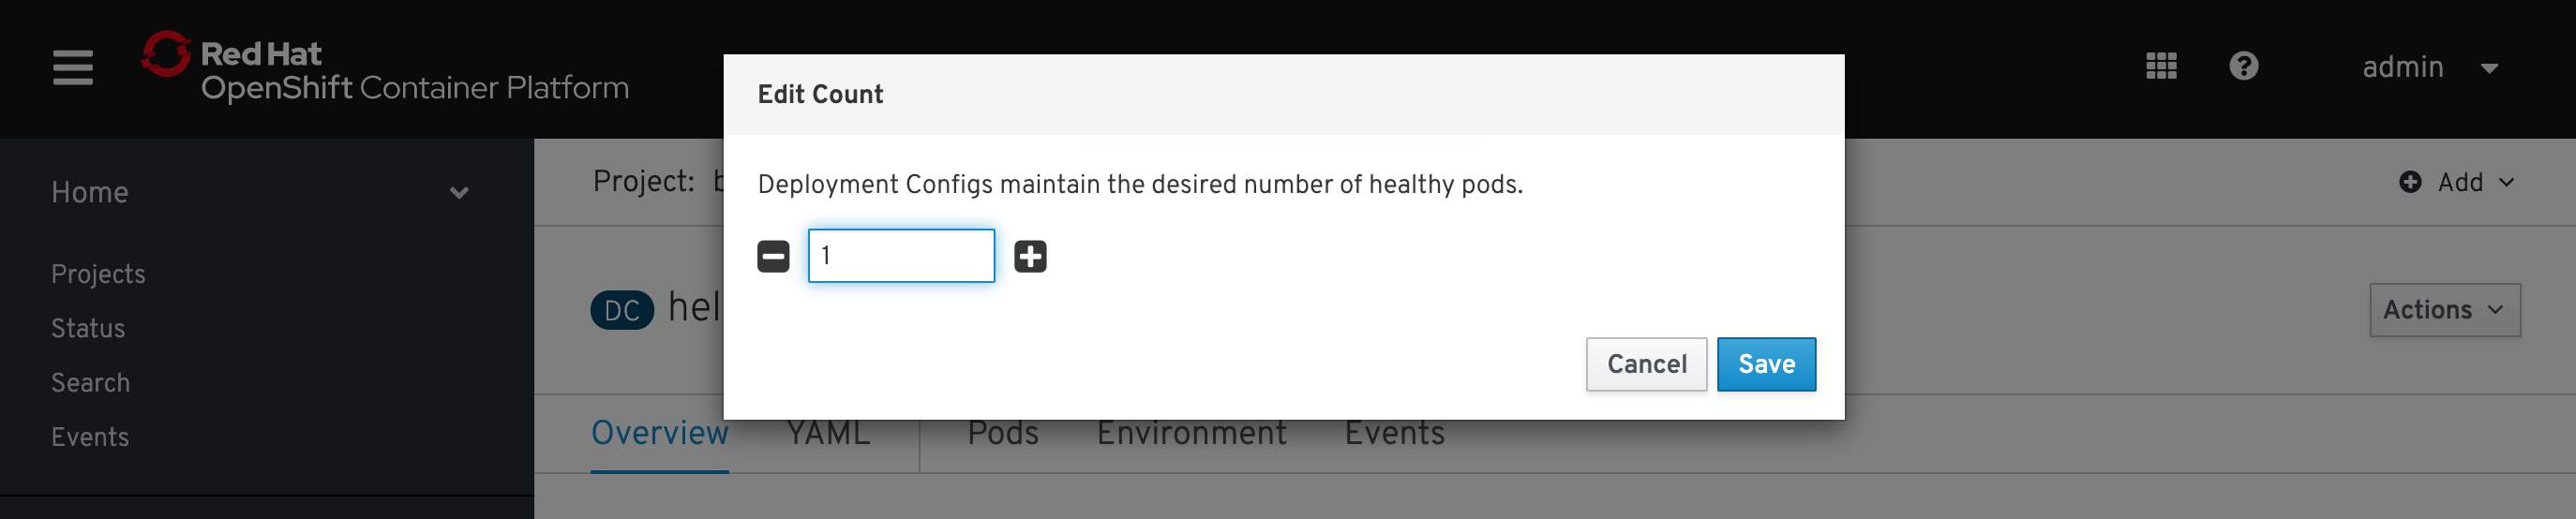 Red Hat
OpenShift Container Platform
admin
Home
Projects
Status
Search
Events
Project:
Add
DC
Actions
Edit Count
Deployment Configs maintain the desired number of healthy pods.
1
Cancel
Save
Overview
YAML
Pods
Environment
Events